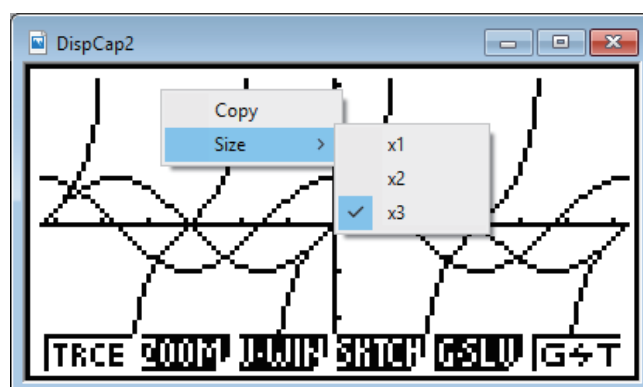 DispCap2
Copy
Size
x1
x2
x3
TRCE ZOOM V-WIN SKTCH G-SLV G↯T